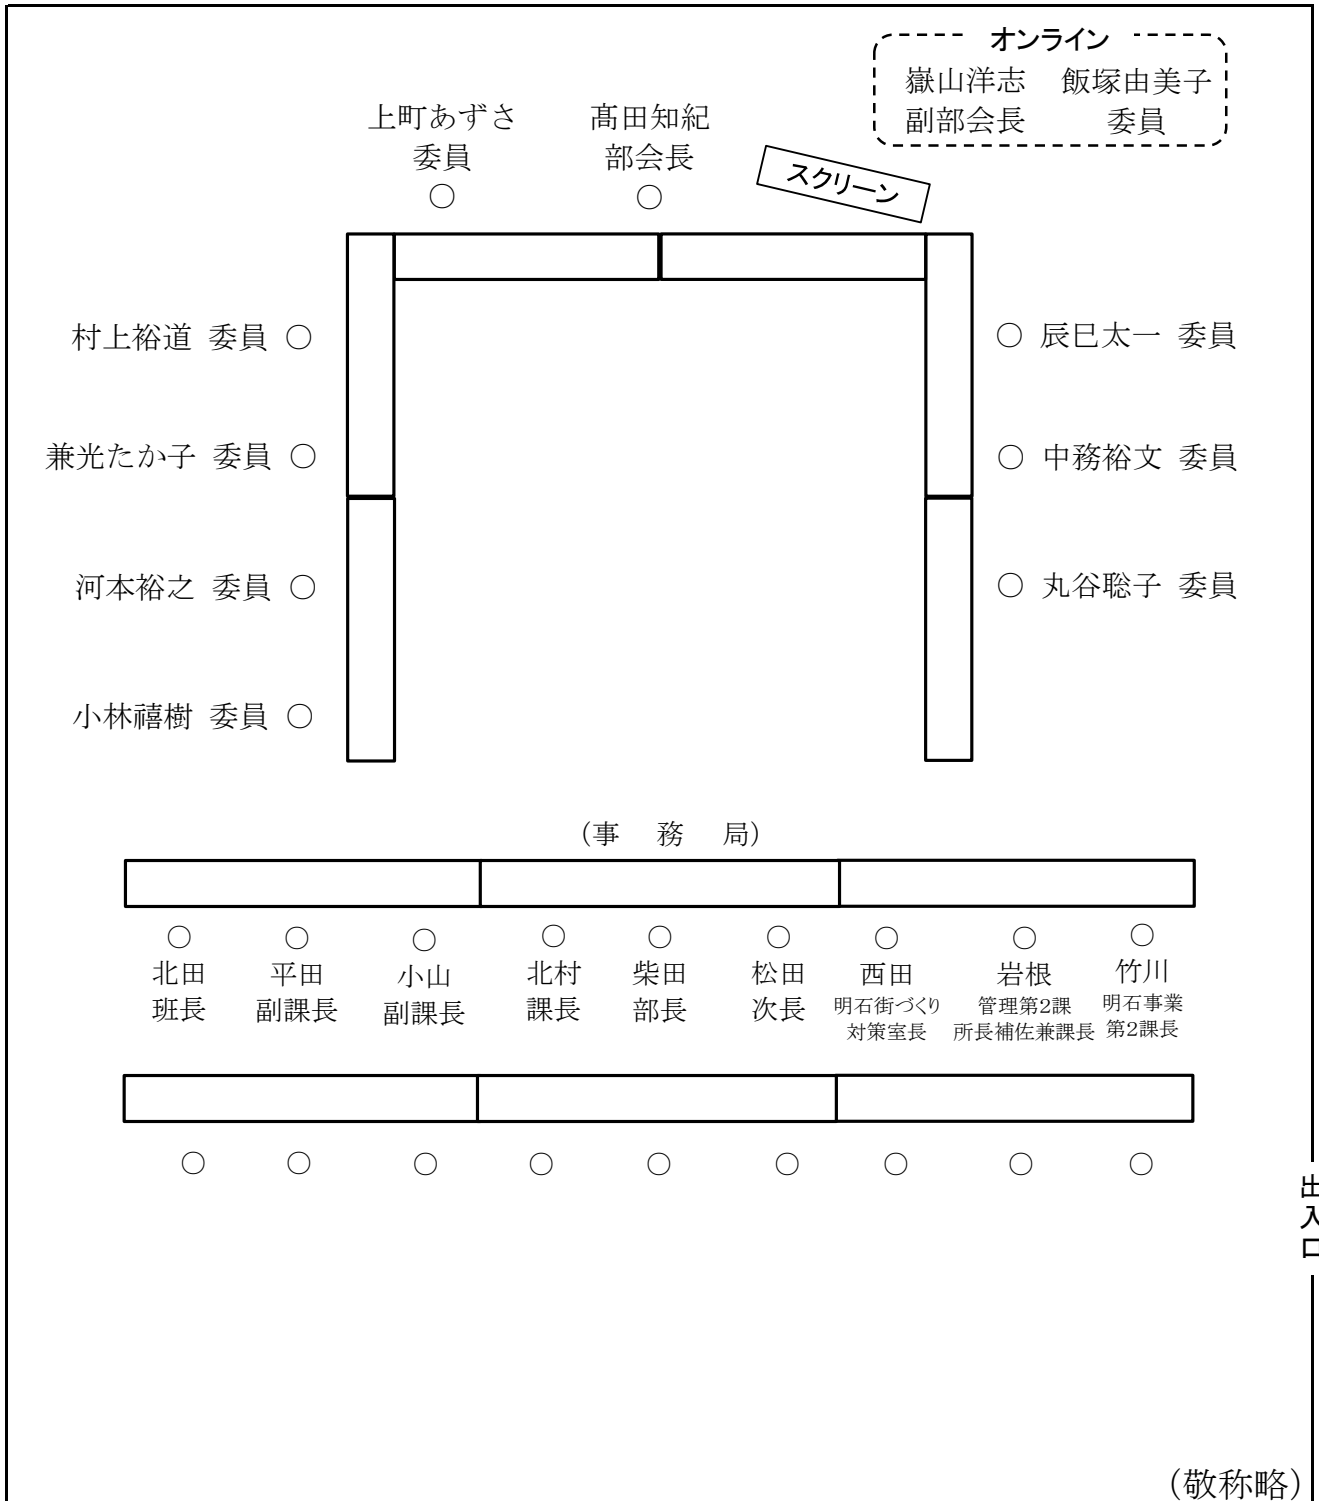 オンライン
嶽山洋志 飯塚由美子
副部会長 委員
上町あずさ 髙田知紀
委員 部会長
○ ○
スクリーン
村上裕道 委員 ○
○ 辰巳太一 委員
兼光たか子 委員 ○
○ 中務裕文 委員
河本裕之 委員 ○
○ 丸谷聡子 委員
小林禧樹 委員 ○
(事 務 局)
○ ○ ○ ○ ○ ○ ○ ○ ○
北田 平田 小山 北村 柴田 松田 西田 岩根 竹川
班長 副課長 副課長 課長 部長 次長 明石街づくり 管理第2課 明石事業
対策室長 所長補佐兼課長 第2課長
○ ○ ○ ○ ○ ○ ○ ○ ○
出入口
(敬称略)